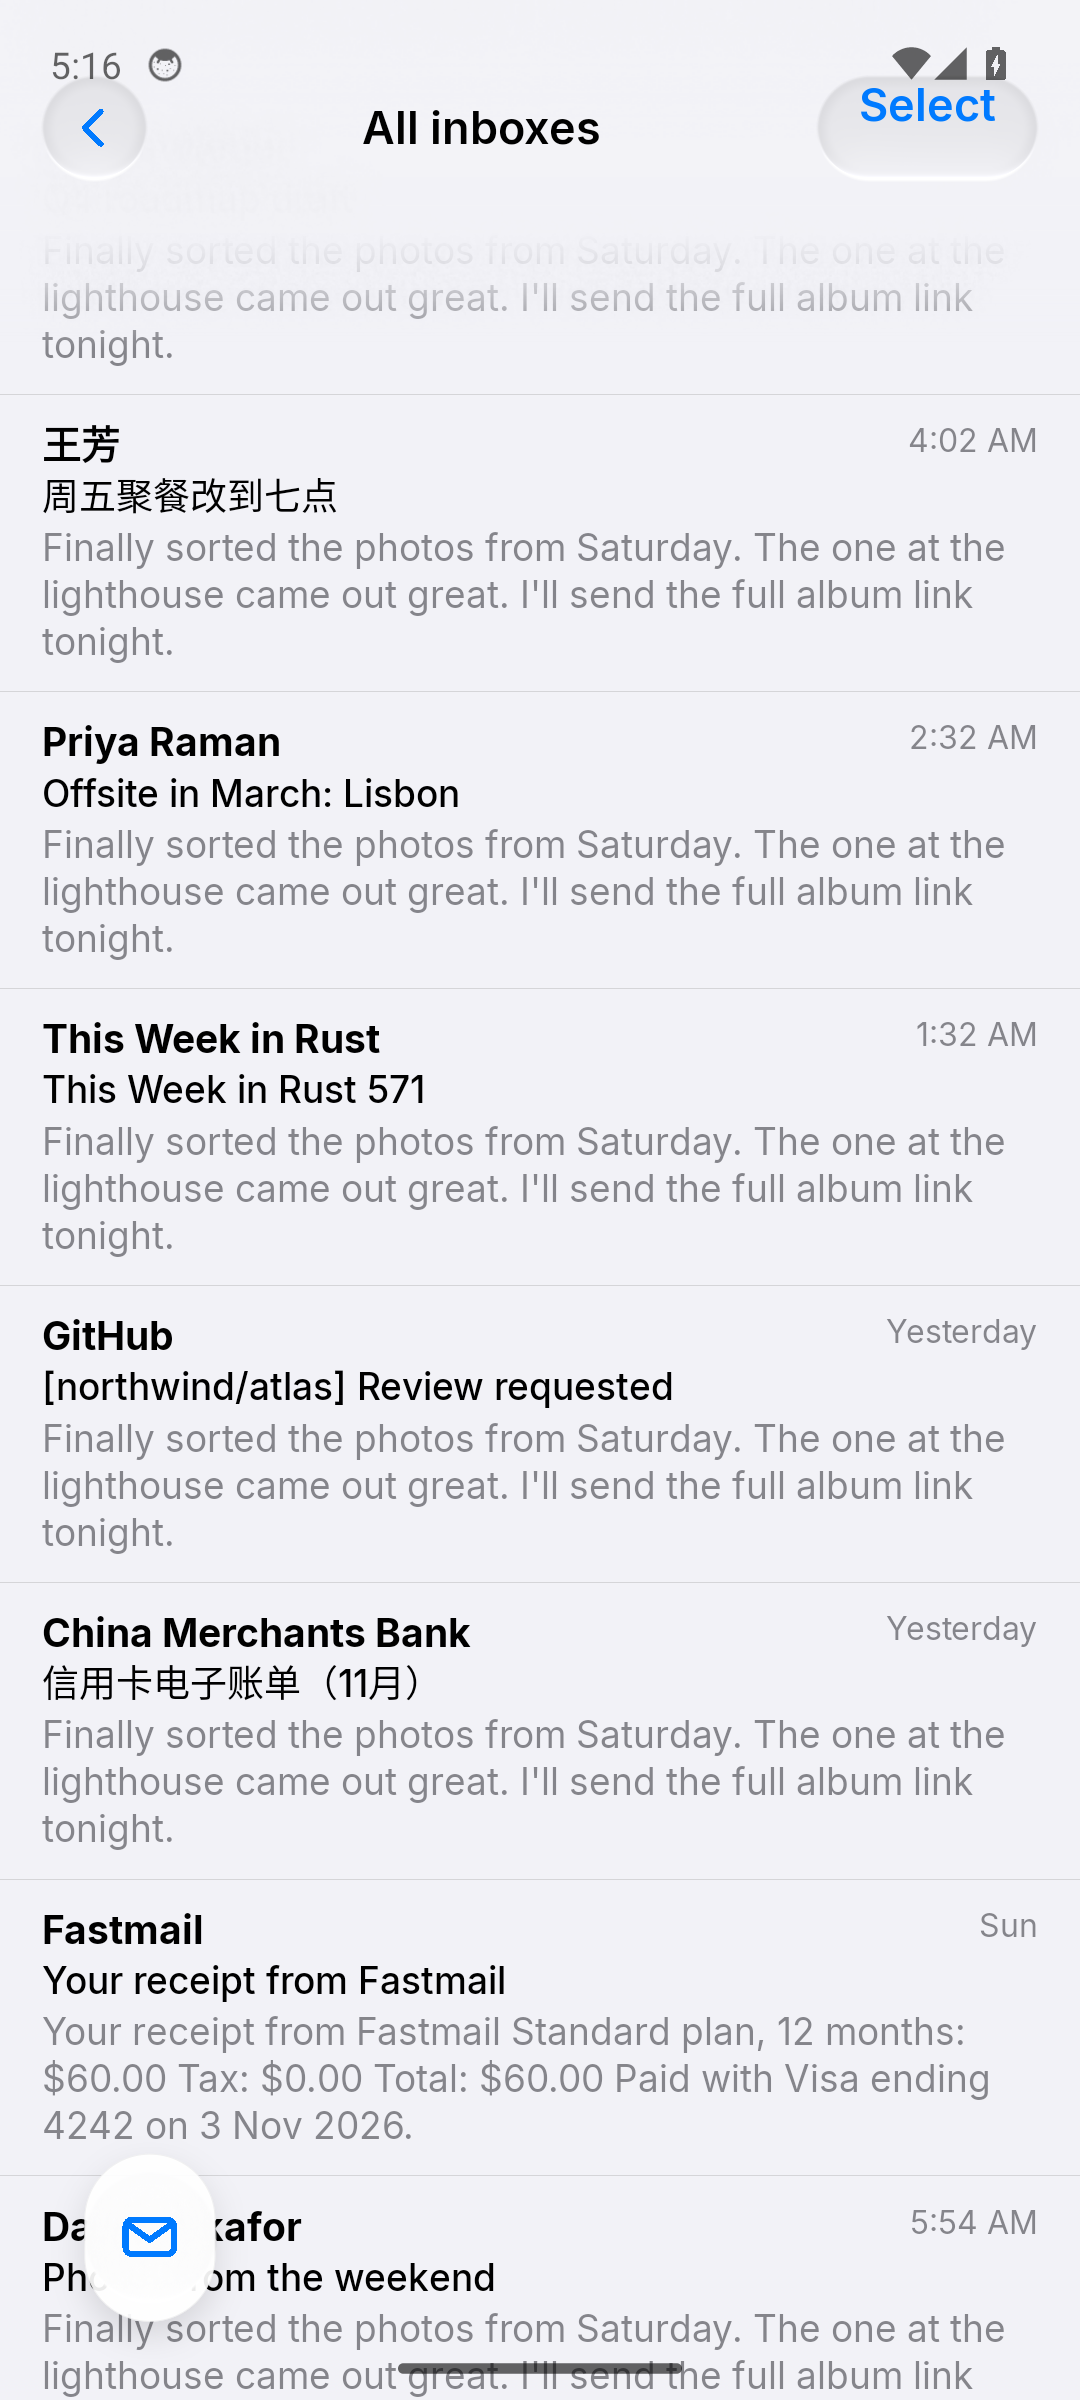 5:16
All inboxes
Select
Finally sorted the photos from Saturday. The one at the
lighthouse came out great. I'll send the full album link
tonight.
王芳
4:02 AM
周五聚餐改到七点
Finally sorted the photos from Saturday. The one at the
lighthouse came out great. I'll send the full album link
tonight.
Priya Raman
2:32 AM
Offsite in March: Lisbon
Finally sorted the photos from Saturday. The one at the
lighthouse came out great. I'll send the full album link
tonight.
This Week in Rust
1:32 AM
This Week in Rust 571
Finally sorted the photos from Saturday. The one at the
lighthouse came out great. I'll send the full album link
tonight.
GitHub
Yesterday
[northwind/atlas] Review requested
Finally sorted the photos from Saturday. The one at the
lighthouse came out great. I'll send the full album link
tonight.
China Merchants Bank
Yesterday
信用卡电子账单（11月）
Finally sorted the photos from Saturday. The one at the
lighthouse came out great. I'll send the full album link
tonight.
Fastmail
Sun
Your receipt from Fastmail
Your receipt from Fastmail Standard plan, 12 months:
$60.00 Tax: $0.00 Total: $60.00 Paid with Visa ending
4242 on 3 Nov 2026.
5:54 AM
the weekend
Finally sorted the photos from Saturday. The one at the
lighthouse came out great. I'll send the full album link